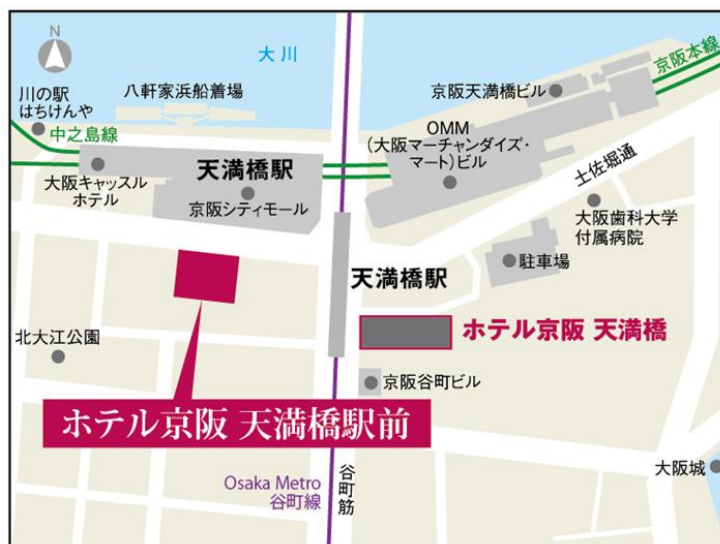 N
大川
京阪本線
川の駅
はちけんや
八軒家浜船着場
京阪天満橋ビル
中之島線
OMM
(大阪マーチャンダイズ・
マート)ビル
天満橋駅
大阪キャッスル
ホテル
京阪シティモール
土佐堀通
大阪歯科大学
付属病院
天満橋駅
駐車場
ホテル京阪 天満橋
北大江公園
京阪谷町ビル
ホテル京阪 天満橋駅前
大阪城
Osaka Metro
谷町線
谷町筋